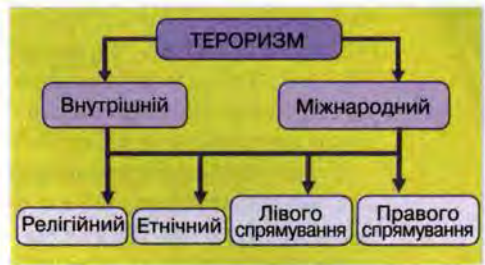 ТЕРОРИЗМ
Внутрішній
Міжнародний
Релігійний
Етнічний
Лівого
спрямування
Правого
спрямування